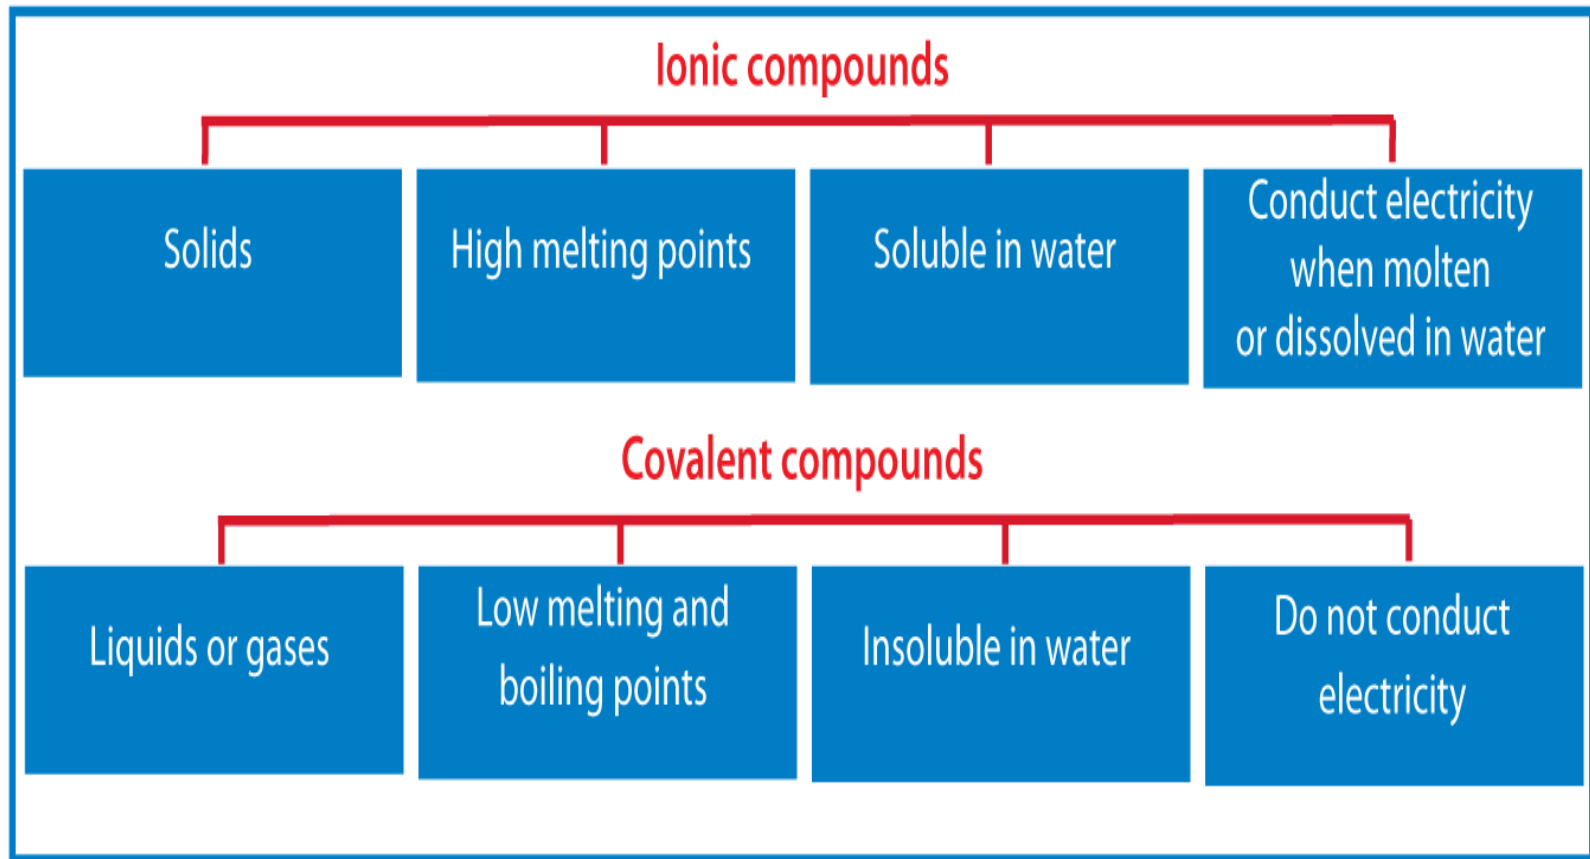 Ionic compounds
Solids
High melting points
Soluble in water
Conduct electricity
when molten
or dissolved in water
Covalent compounds
Liquids or gases
Low melting and
boiling points
Insoluble in water
Do not conduct
electricity